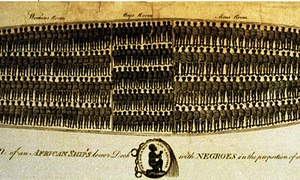 Womens Room Boys Room Mens Room
of an AFRICAN SHIP'S lower Deck with NEGROES in the proportion of